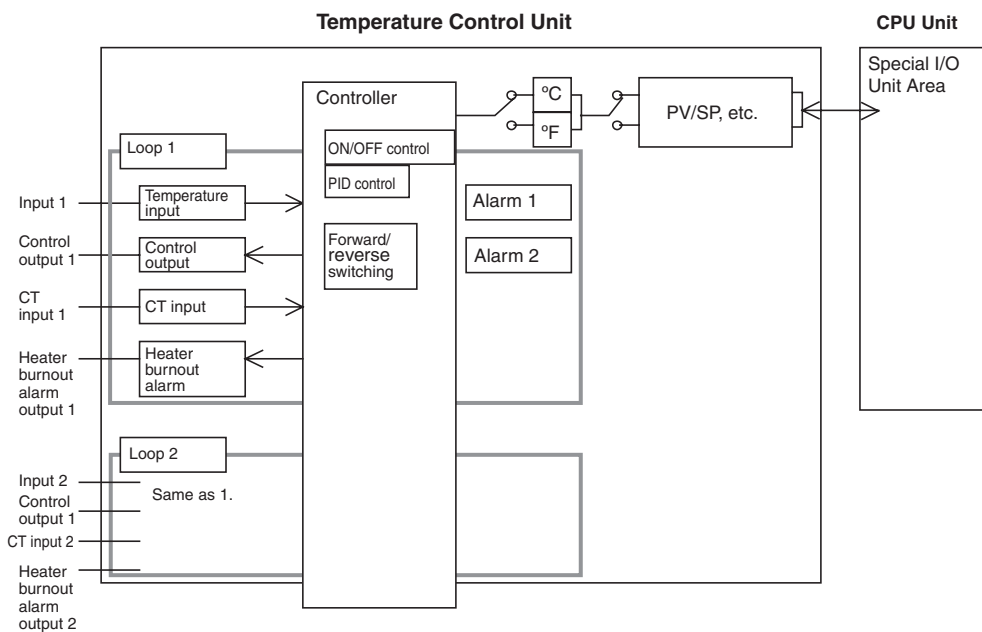 Temperature Control Unit
CPU Unit
Special I/O
Unit Area
Controller
ºC
ºF
PV/SP, etc.
Loop 1
ON/OFF control
PID control
Forward/
reverse
switching
Alarm 1
Alarm 2
Input 1
Temperature
input
Control
output 1
Control
output
CT
input 1
CT input
Heater
burnout
alarm
output 1
Heater
burnout
alarm
Loop 2
Same as 1.
Input 2
Control
output 1
CT input 2
Heater
burnout
alarm
output 2